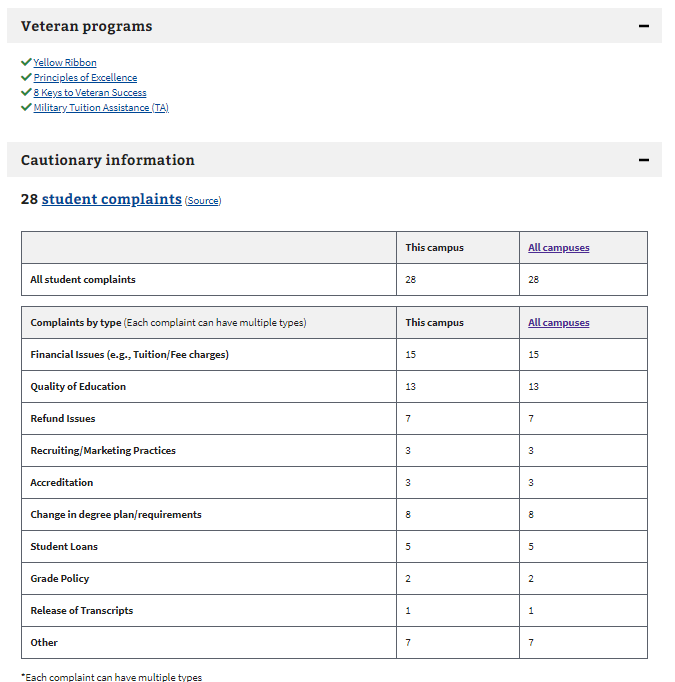 Veteran programs
Yellow Ribbon
Principles of Excellence
8 Keys to Veteran Success
Military Tuition Assistance (TA)
Cautionary information
28 student complaints (Source)
This campus All campuses
All student complaints 28 28
Complaints by type (Each complaint can have multiple types) This campus All campuses
Financial Issues (e.g., Tuition/Fee charges) 15 15
Quality of Education 13 13
Refund Issues 7 7
Recruiting/Marketing Practices 3 3
Accreditation 3 3
Change in degree plan/requirements 8 8
Student Loans 5 5
Grade Policy 2 2
Release of Transcripts 1 1
Other 7 7
*Each complaint can have multiple types